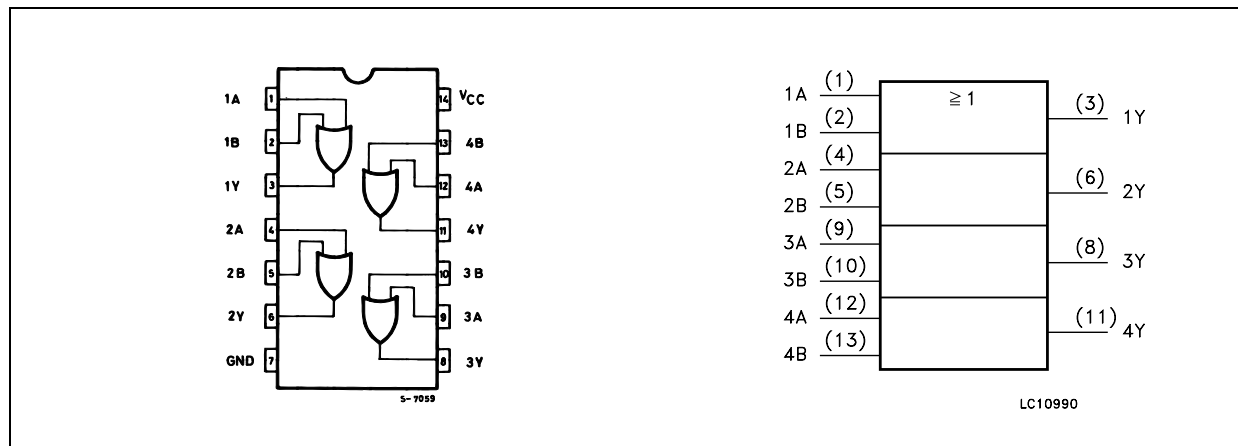 1A 1 14 VCC
1B 2 13 4B
1Y 3 12 4A
2A 4 11 4Y
2B 5 10 3B
2Y 6 9 3A
GND 7 8 3Y
S-7059
1A (1) ≧1 (3) 1Y
1B (2)
2A (4) (6) 2Y
2B (5)
3A (9) (8) 3Y
3B (10)
4A (12) (11) 4Y
4B (13)
LC10990